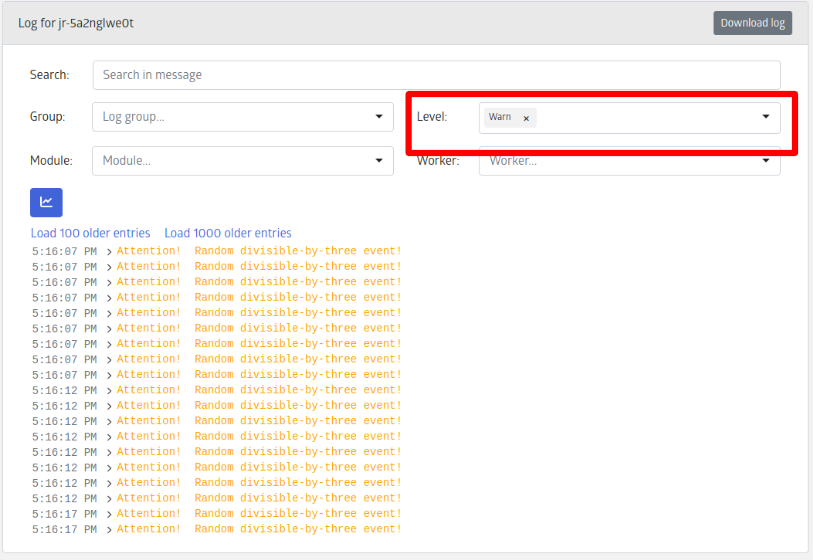 Log for jr-5a2nglwe0t Download log
Search: Search in message
Group: Log group... Level: Warn ×
Module: Module... Worker: Worker...
Load 100 older entries Load 1000 older entries
5:16:07 PM > Attention! Random divisible-by-three event!
5:16:07 PM > Attention! Random divisible-by-three event!
5:16:07 PM > Attention! Random divisible-by-three event!
5:16:07 PM > Attention! Random divisible-by-three event!
5:16:07 PM > Attention! Random divisible-by-three event!
5:16:07 PM > Attention! Random divisible-by-three event!
5:16:07 PM > Attention! Random divisible-by-three event!
5:16:07 PM > Attention! Random divisible-by-three event!
5:16:07 PM > Attention! Random divisible-by-three event!
5:16:12 PM > Attention! Random divisible-by-three event!
5:16:12 PM > Attention! Random divisible-by-three event!
5:16:12 PM > Attention! Random divisible-by-three event!
5:16:12 PM > Attention! Random divisible-by-three event!
5:16:12 PM > Attention! Random divisible-by-three event!
5:16:12 PM > Attention! Random divisible-by-three event!
5:16:12 PM > Attention! Random divisible-by-three event!
5:16:12 PM > Attention! Random divisible-by-three event!
5:16:17 PM > Attention! Random divisible-by-three event!
5:16:17 PM > Attention! Random divisible-by-three event!